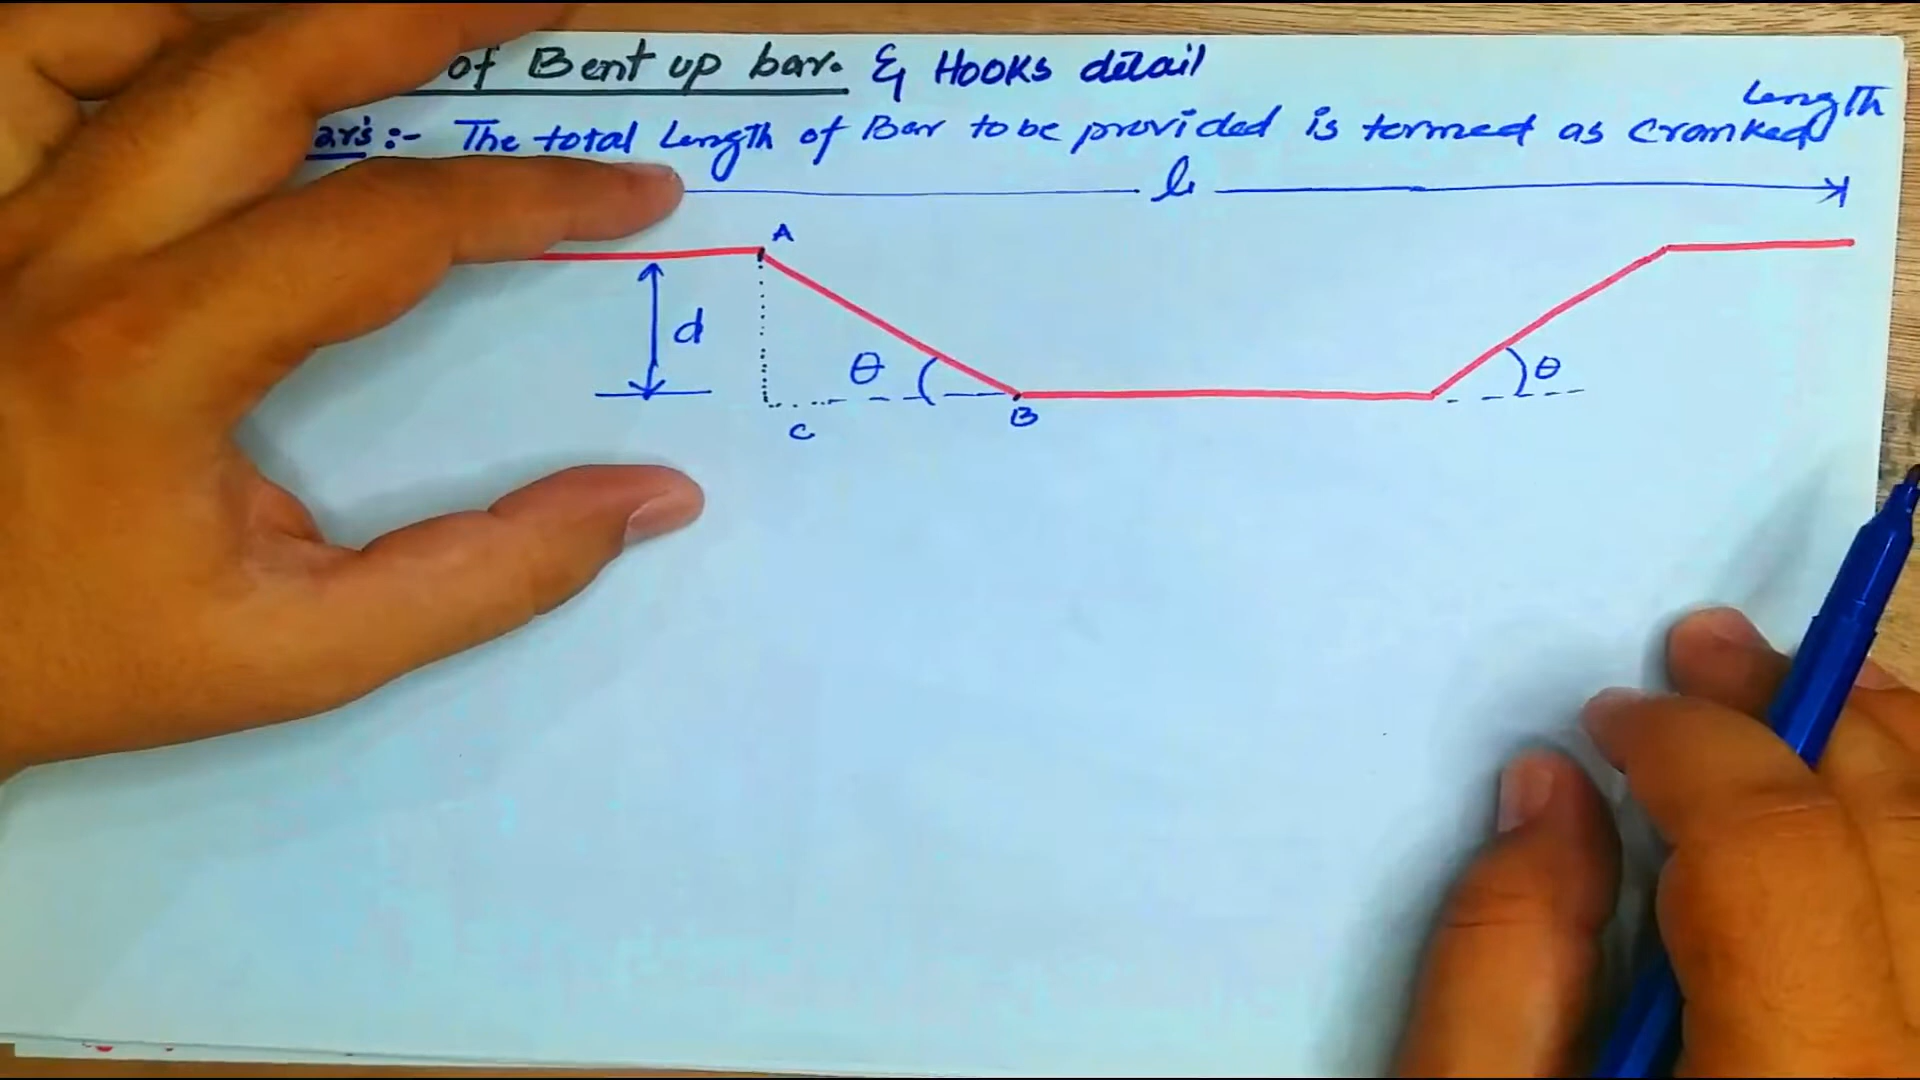 of Bent up bar. & Hooks detail
Length
ar's :- The total Length of Bar to be provided is termed as Cranked
l
A
d
θ
θ
B
C